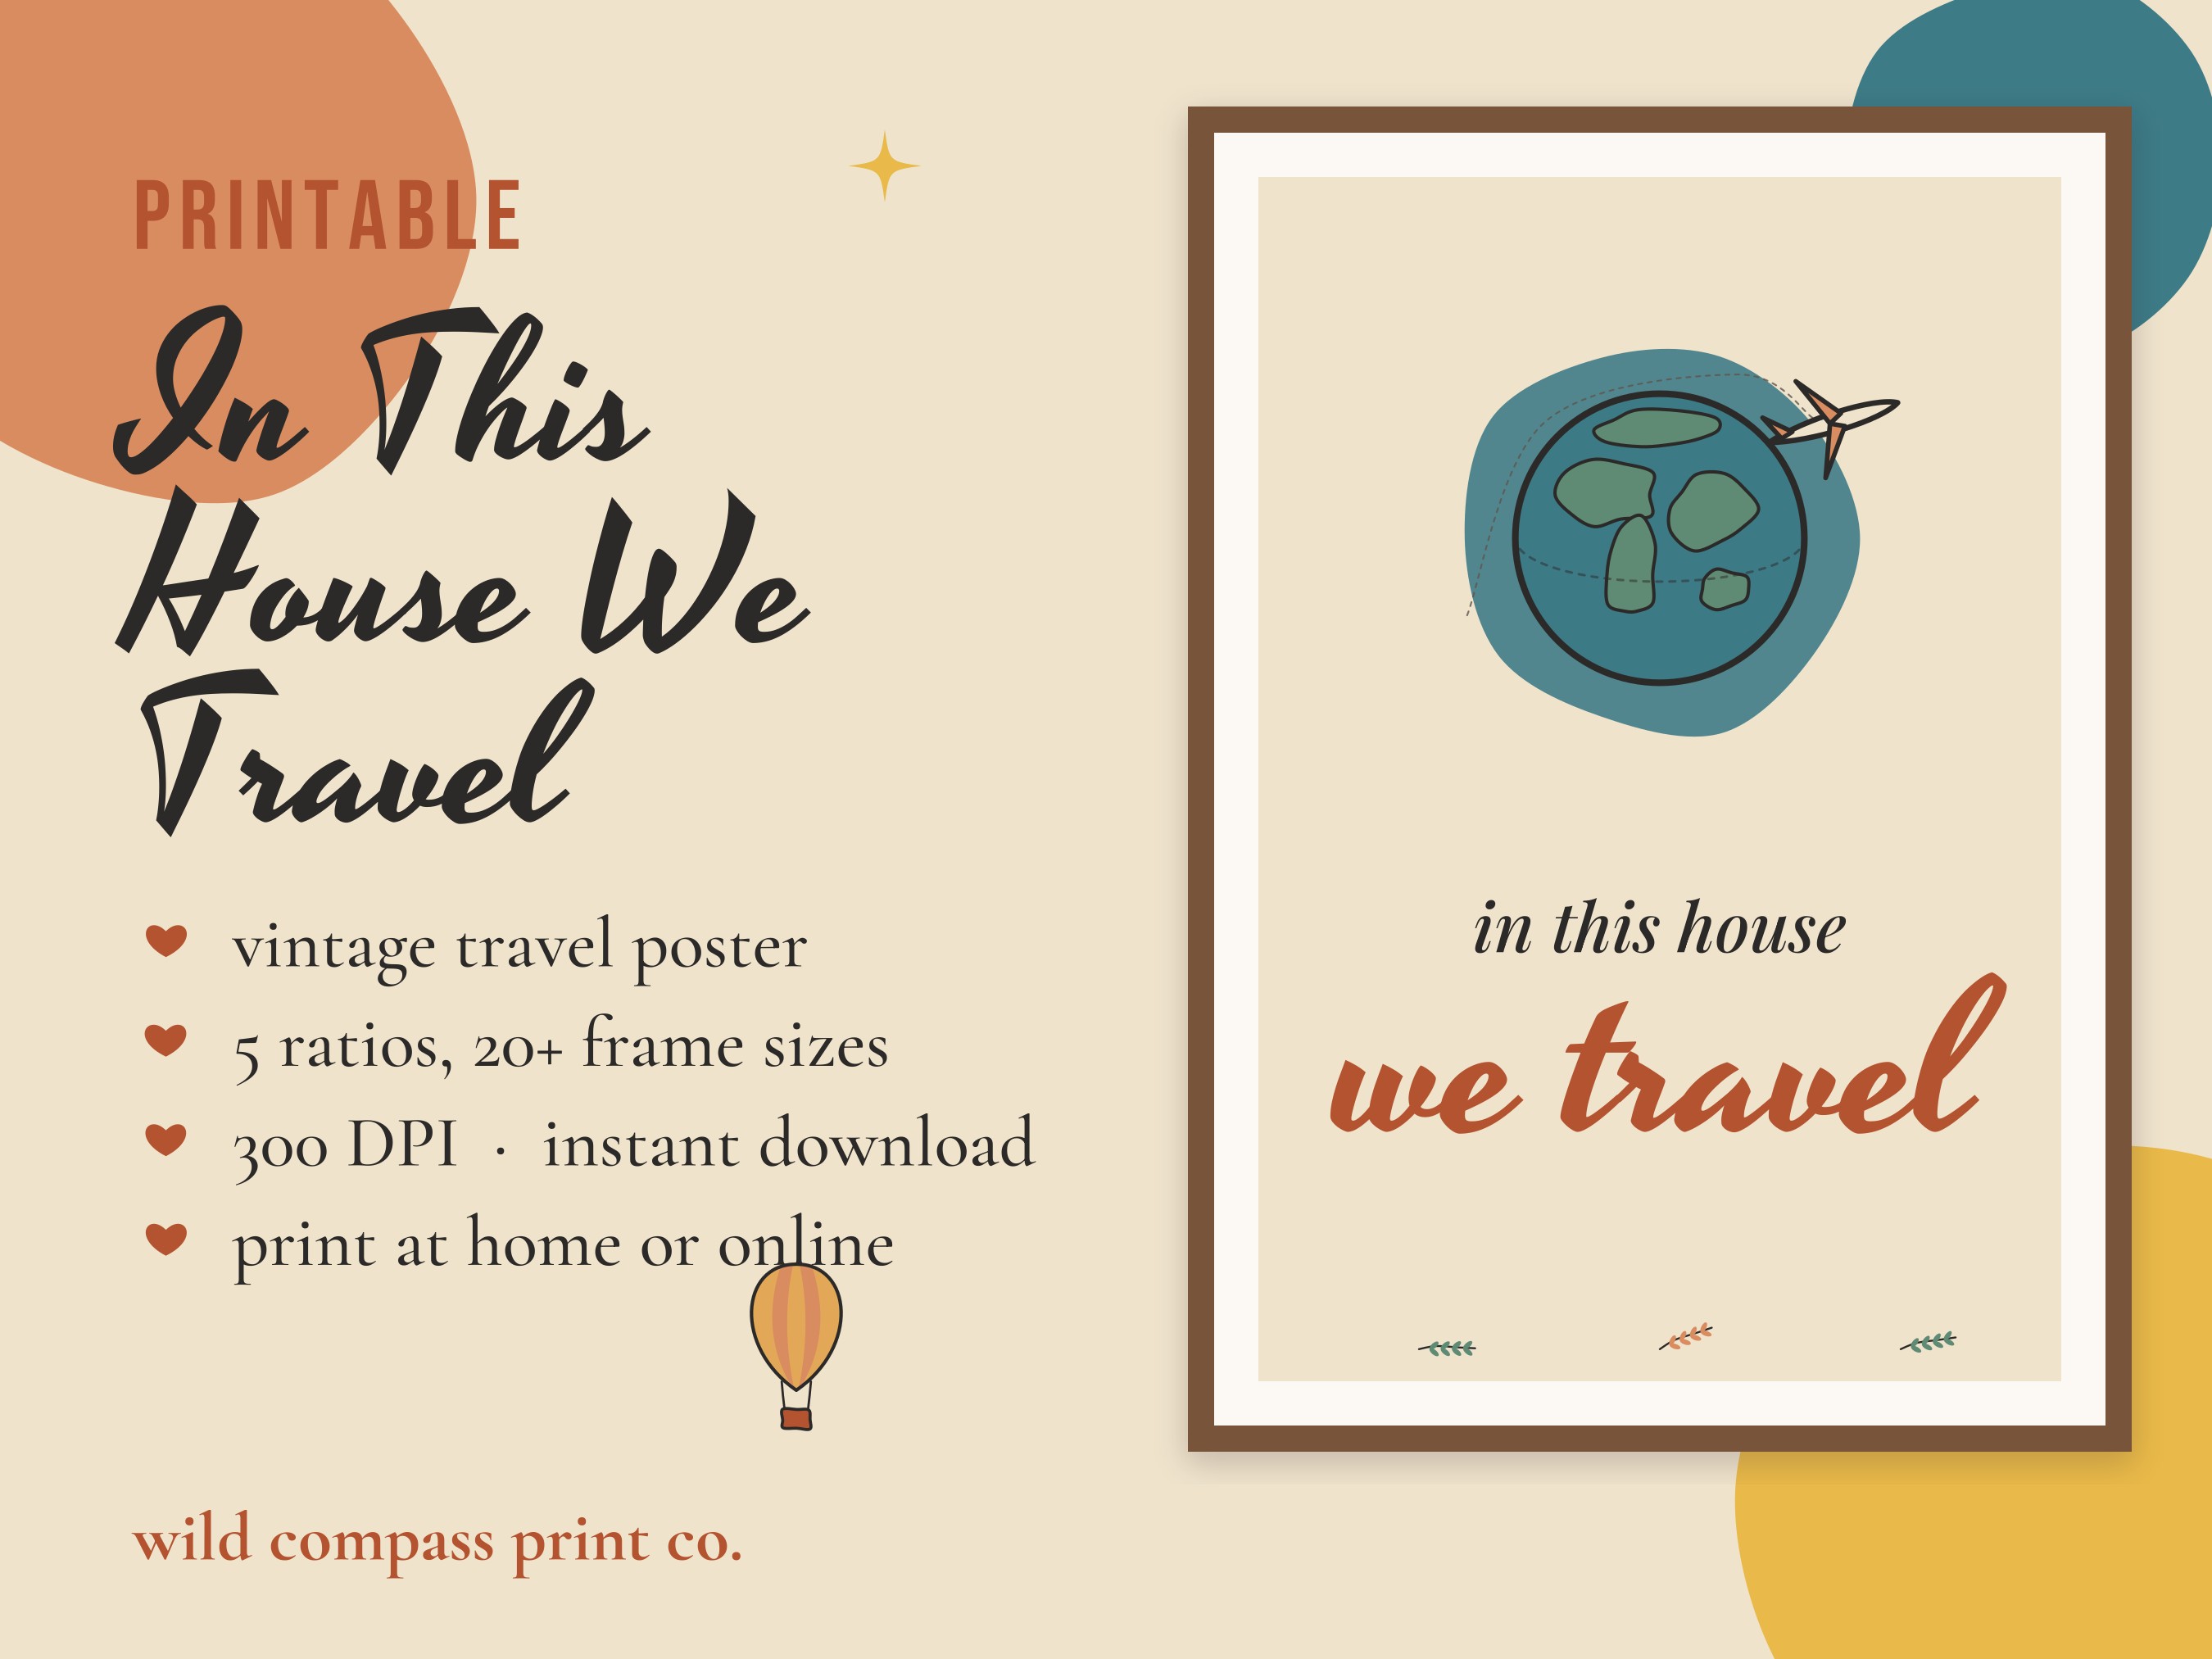 PRINTABLE
In This
House We
Travel
vintage travel poster
5 ratios, 20+ frame sizes
300 DPI · instant download
print at home or online
wild compass print co.
in this house
we travel